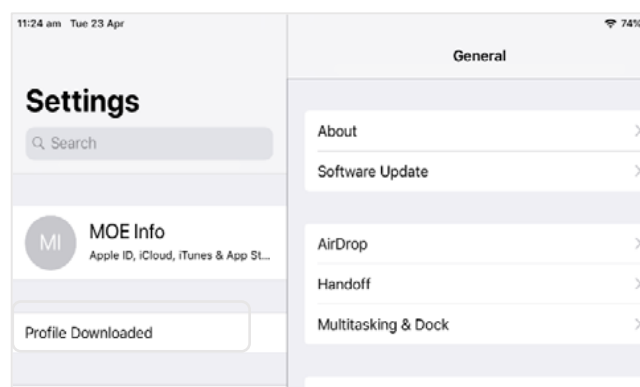 11:24 am Tue 23 Apr
74%
Settings
Search
MI
MOE Info
Apple ID, iCloud, iTunes & App St...
Profile Downloaded
General
About
Software Update
AirDrop
Handoff
Multitasking & Dock